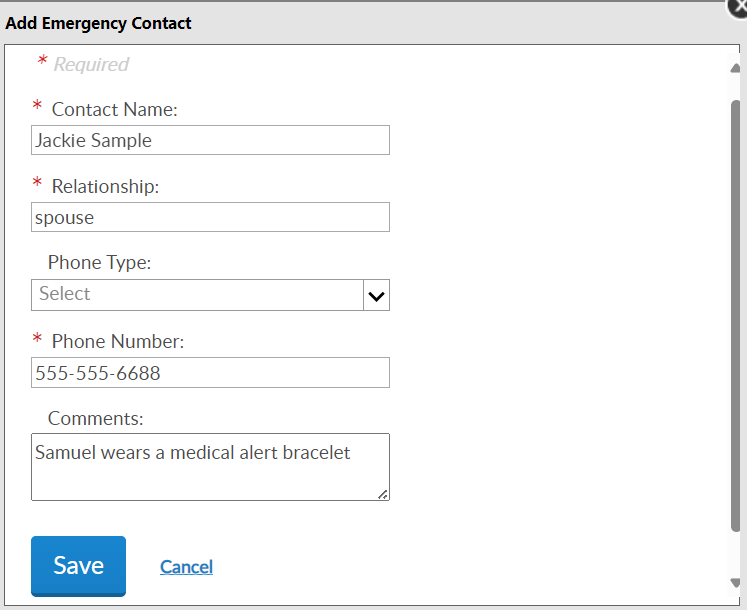 Add Emergency Contact
* Required
* Contact Name:
Jackie Sample
* Relationship:
spouse
Phone Type:
Select
* Phone Number:
555-555-6688
Comments:
Samuel wears a medical alert bracelet
Save Cancel